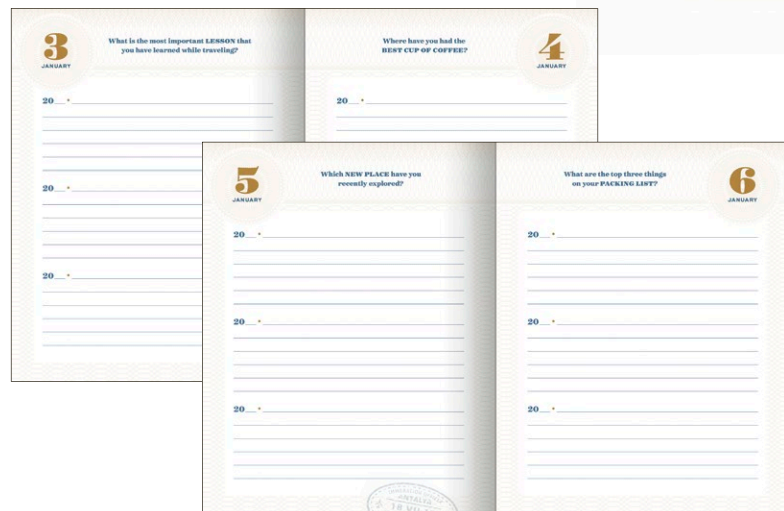 3
JANUARY
What is the most important LESSON that
you have learned while traveling?
20__•
20__•
20__•
Where have you had the
BEST CUP OF COFFEE?
4
JANUARY
20__•
5
JANUARY
Which NEW PLACE have you
recently explored?
20__•
20__•
20__•
ANTALYA
What are the top three things
on your PACKING LIST?
6
JANUARY
20__•
20__•
20__•